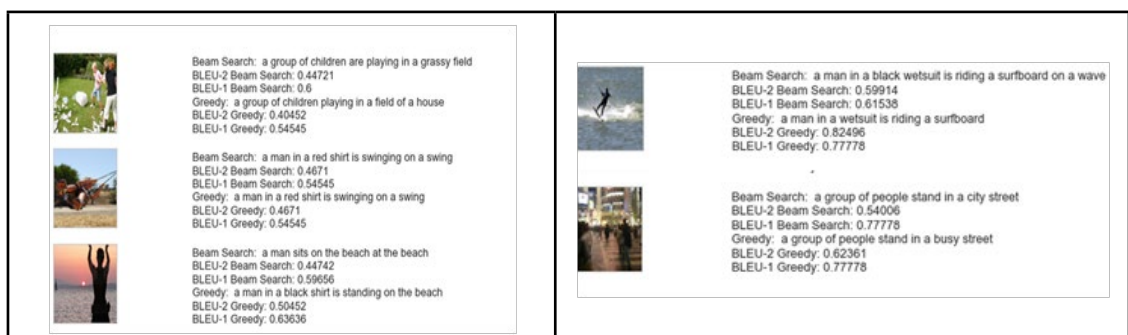 Beam Search: a group of children are playing in a grassy field
BLEU-2 Beam Search: 0.44721
BLEU-1 Beam Search: 0.6
Greedy: a group of children playing in a field of a house
BLEU-2 Greedy: 0.40452
BLEU-1 Greedy: 0.54545
Beam Search: a man in a red shirt is swinging on a swing
BLEU-2 Beam Search: 0.4671
BLEU-1 Beam Search: 0.54545
Greedy: a man in a red shirt is swinging on a swing
BLEU-2 Greedy: 0.4671
BLEU-1 Greedy: 0.54545
Beam Search: a man sits on the beach at the beach
BLEU-2 Beam Search: 0.44742
BLEU-1 Beam Search: 0.59656
Greedy: a man in a black shirt is standing on the beach
BLEU-2 Greedy: 0.50452
BLEU-1 Greedy: 0.63636
Beam Search: a man in a black wetsuit is riding a surfboard on a wave
BLEU-2 Beam Search: 0.59914
BLEU-1 Beam Search: 0.61538
Greedy: a man in a wetsuit is riding a surfboard
BLEU-2 Greedy: 0.82496
BLEU-1 Greedy: 0.77778
Beam Search: a group of people stand in a city street
BLEU-2 Beam Search: 0.54006
BLEU-1 Beam Search: 0.77778
Greedy: a group of people stand in a busy street
BLEU-2 Greedy: 0.62361
BLEU-1 Greedy: 0.77778